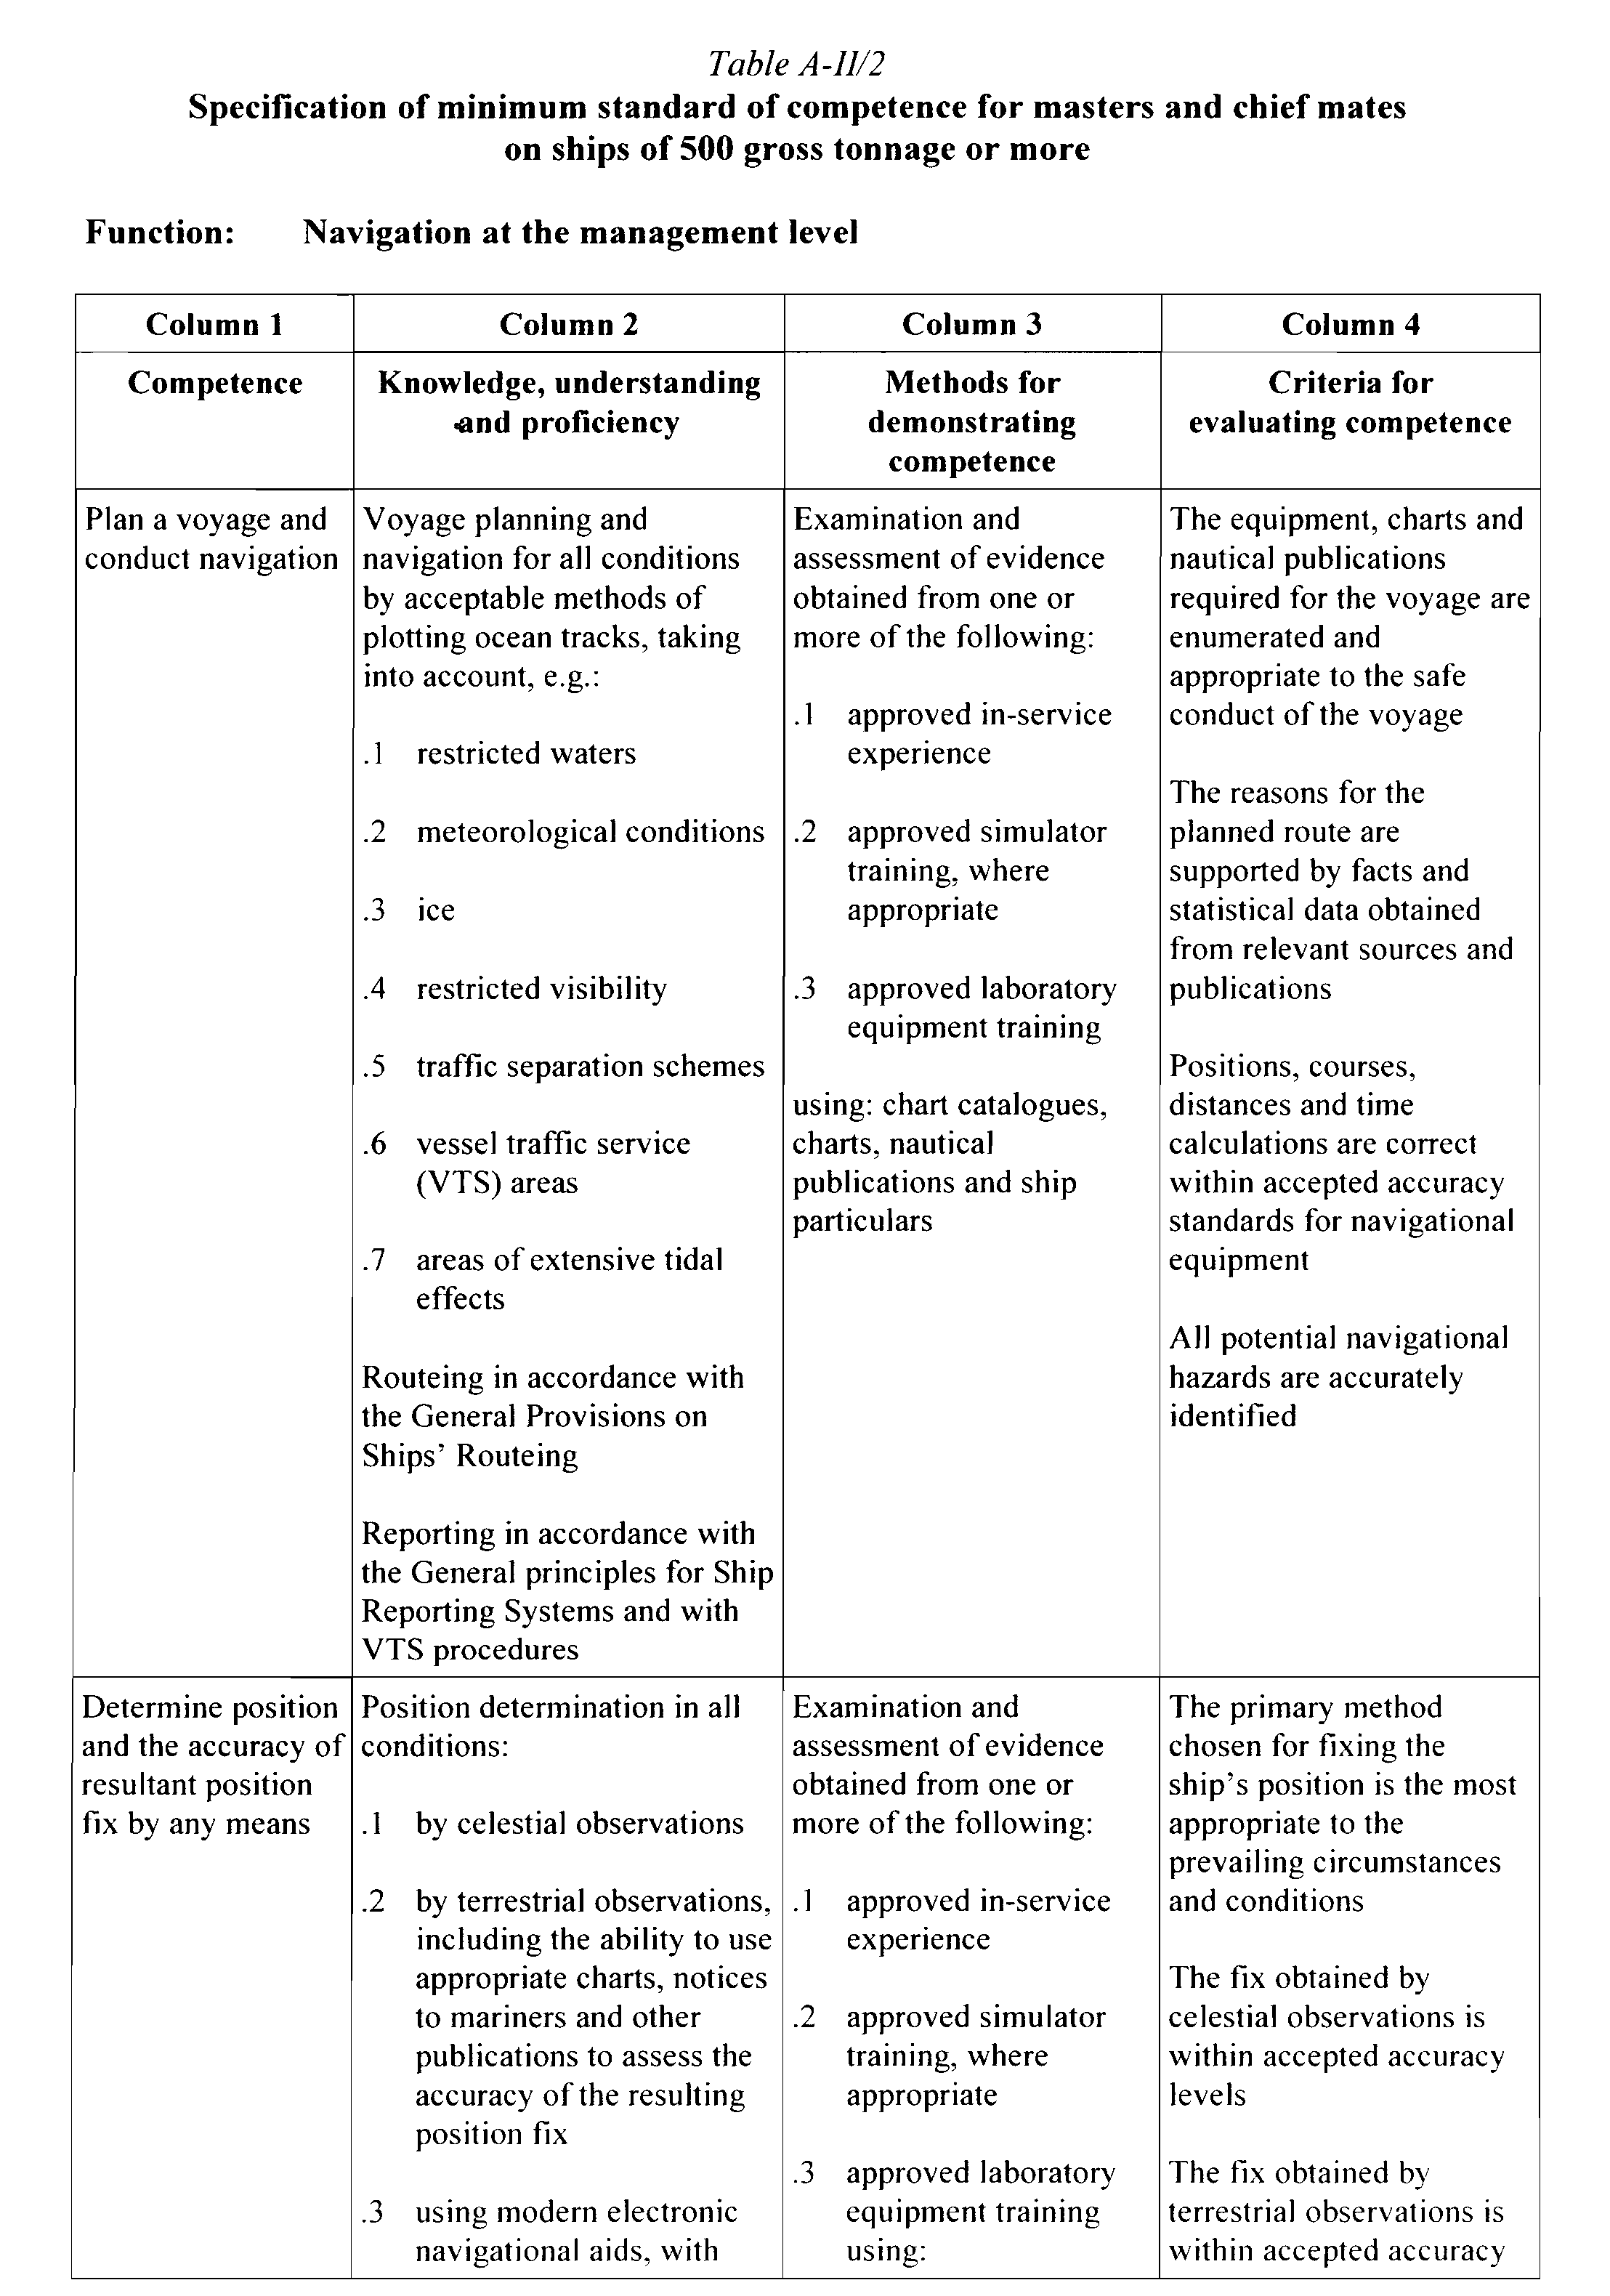 Table A-II/2
Specification of minimum standard of competence for masters and chief mates
on ships of 500 gross tonnage or more
Function: Navigation at the management level
Column 1
Column 2
Column 3
Column 4
Competence
Knowledge, understanding
and proficiency
Methods for
demonstrating
competence
Criteria for
evaluating competence
Plan a voyage and
conduct navigation
Voyage planning and
navigation for all conditions
by acceptable methods of
plotting ocean tracks, taking
into account, e.g.:
.1 restricted waters
.2 meteorological conditions
.3 ice
.4 restricted visibility
.5 traffic separation schemes
.6 vessel traffic service
(VTS) areas
.7 areas of extensive tidal
effects
Routeing in accordance with
the General Provisions on
Ships' Routeing
Reporting in accordance with
the General principles for Ship
Reporting Systems and with
VTS procedures
Examination and
assessment of evidence
obtained from one or
more of the following:
.1 approved in-service
experience
.2 approved simulator
training, where
appropriate
.3 approved laboratory
equipment training
using: chart catalogues,
charts, nautical
publications and ship
particulars
The equipment, charts and
nautical publications
required for the voyage are
enumerated and
appropriate to the safe
conduct of the voyage
The reasons for the
planned route are
supported by facts and
statistical data obtained
from relevant sources and
publications
Positions, courses,
distances and time
calculations are correct
within accepted accuracy
standards for navigational
equipment
All potential navigational
hazards are accurately
identified
Determine position
and the accuracy of
resultant position
fix by any means
Position determination in all
conditions:
.1 by celestial observations
.2 by terrestrial observations,
including the ability to use
appropriate charts, notices
to mariners and other
publications to assess the
accuracy of the resulting
position fix
.3 using modern electronic
navigational aids, with
Examination and
assessment of evidence
obtained from one or
more of the following:
.1 approved in-service
experience
.2 approved simulator
training, where
appropriate
.3 approved laboratory
equipment training
using:
The primary method
chosen for fixing the
ship's position is the most
appropriate to the
prevailing circumstances
and conditions
The fix obtained by
celestial observations is
within accepted accuracy
levels
The fix obtained by
terrestrial observations is
within accepted accuracy